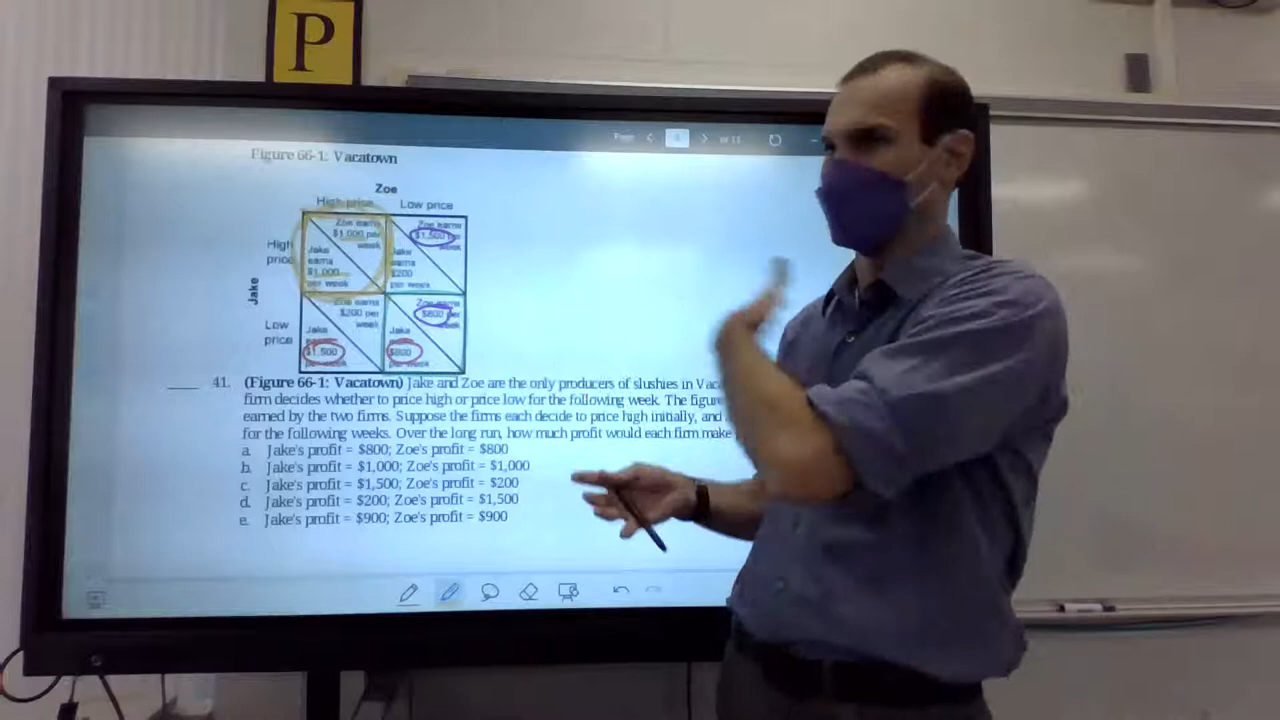 P
Page
Figure 66-1: Vacatown
Zoe
High price
Low price
Zoe earns
$1,000 per
week
Jake
earns
$1,000
per week
Zoe earns
$1,500 per
week
Jake
earns
$200
per week
High
price
Jake
Zoe earns
$200 per
week
Jake
earns
$1,500
per week
Zoe earns
$800 per
week
Jake
$800
per week
Low
price
41. (Figure 66-1: Vacatown) Jake and Zoe are the only producers of slushies in
firm decides whether to price high or price low for the following week. The figure
earned by the two firms. Suppose the firms each decide to price high initially, and
for the following weeks. Over the long run, how much profit would each firm make
a. Jake's profit = $800; Zoe's profit = $800
b. Jake's profit = $1,000; Zoe's profit = $1,000
c. Jake's profit = $1,500; Zoe's profit = $200
d. Jake's profit = $200; Zoe's profit = $1,500
e. Jake's profit = $900; Zoe's profit = $900